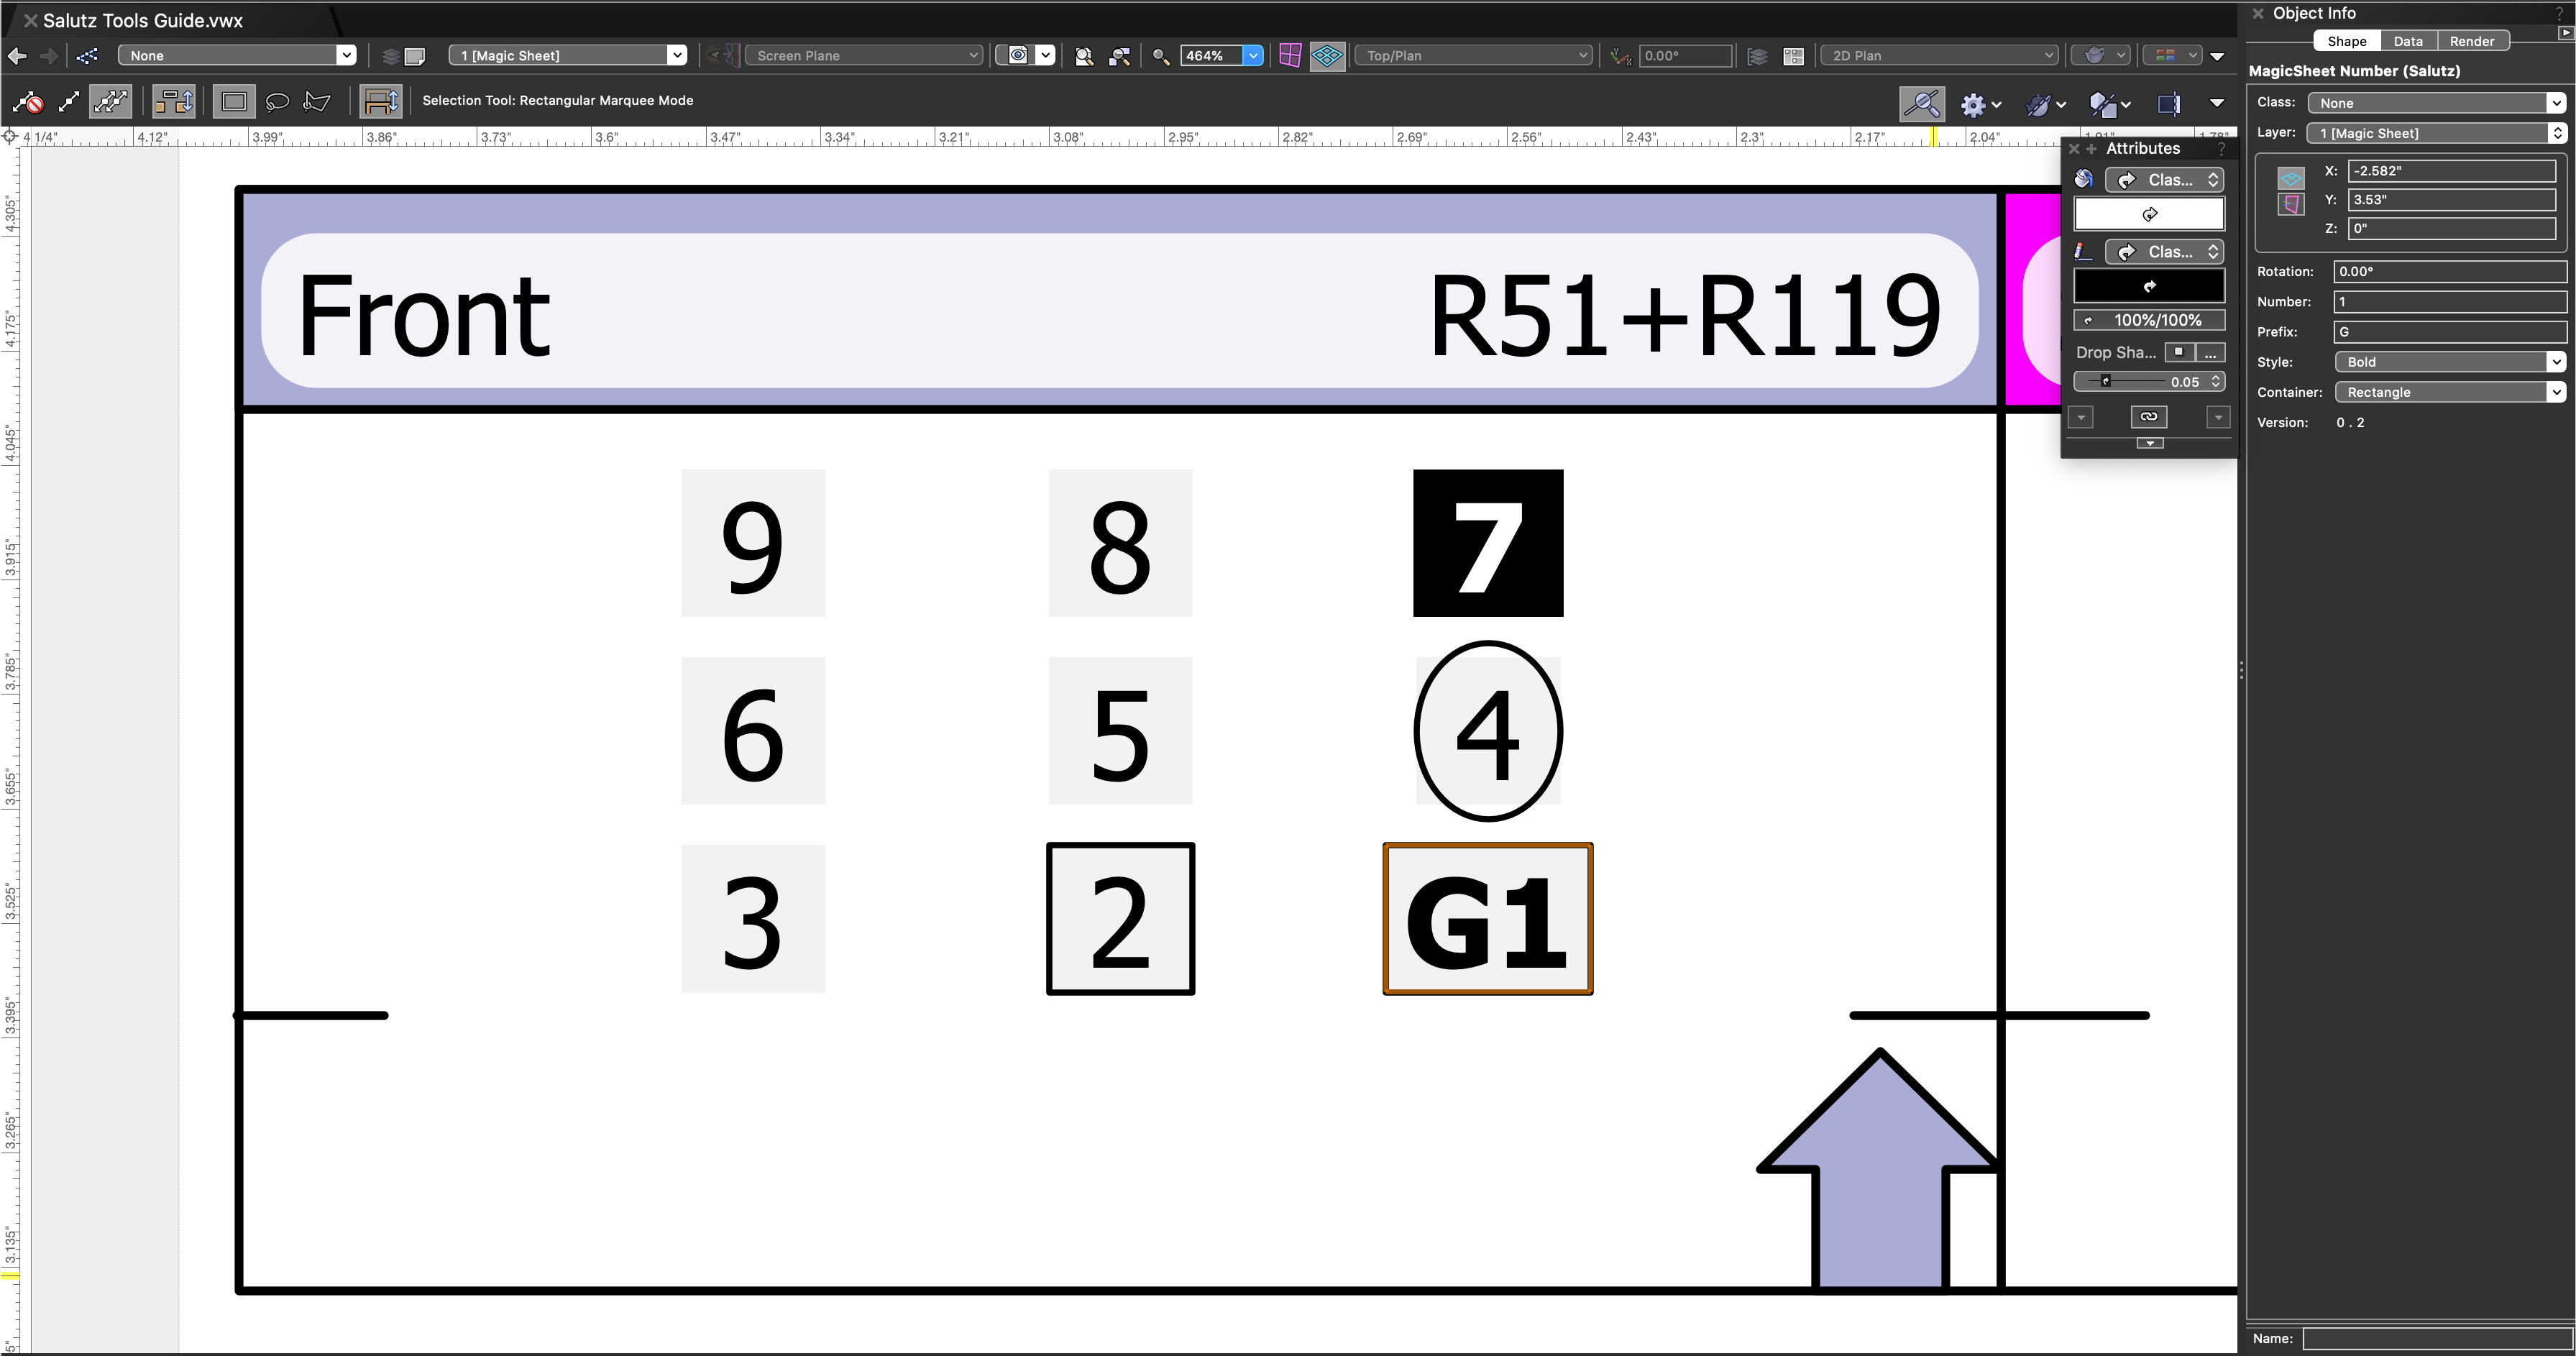 Salutz Tools Guide.vwx
None
1 [Magic Sheet]
Screen Plane
464%
Top/Plan
0.00°
2D Plan
Selection Tool: Rectangular Marquee Mode
4 1/4" 4.12" 3.99" 3.86" 3.73" 3.6" 3.47" 3.34" 3.21" 3.08" 2.95" 2.82" 2.69" 2.56" 2.43" 2.3" 2.17" 2.04"
4.305"
4.175"
4.045"
3.915"
3.785"
3.655"
3.525"
3.395"
3.265"
3.135"
Front R51+R119
9 8 7
6 5 4
3 2 G1
Attributes ?
Clas...
Clas...
100%/100%
Drop Sha... ...
0.05
Object Info ?
Shape Data Render
MagicSheet Number (Salutz)
Class: None
Layer: 1 [Magic Sheet]
X: -2.582"
Y: 3.53"
Z: 0"
Rotation: 0.00°
Number: 1
Prefix: G
Style: Bold
Container: Rectangle
Version: 0 . 2
Name: